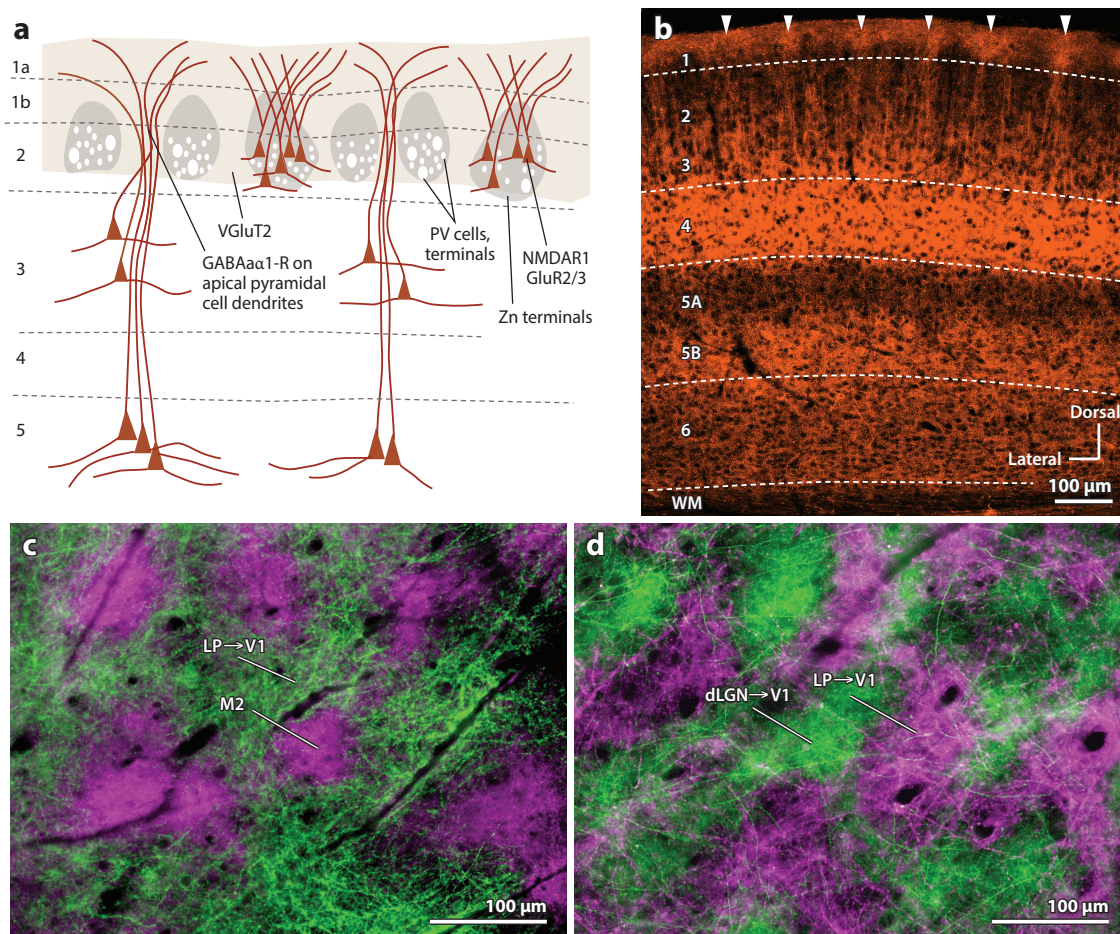 a
1a
1b
2
3
4
5
VGluT2
GABAaα1-R on
apical pyramidal
cell dendrites
PV cells,
terminals
NMDAR1
GluR2/3
Zn terminals
b
1
2
3
4
5A
5B
6
WM
Dorsal
Lateral
100 µm
c
LP→V1
M2
100 µm
d
dLGN→V1
LP→V1
100 µm